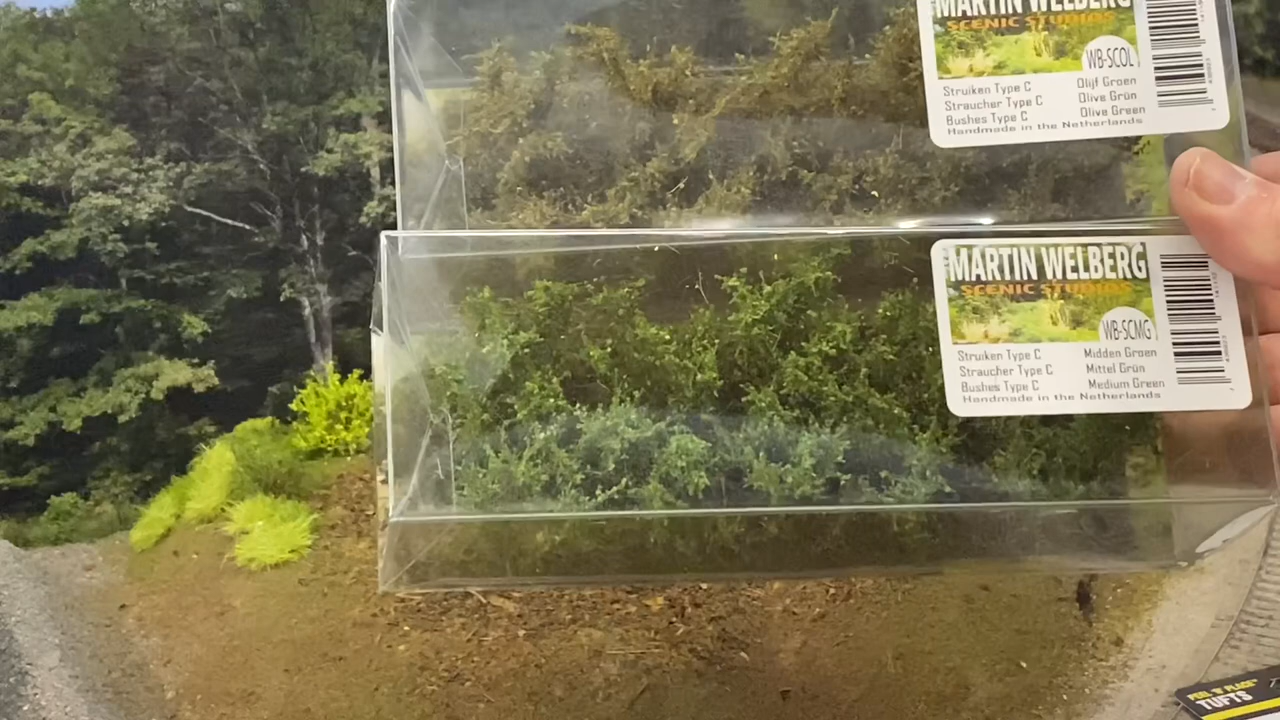 MARTIN WELBERG
SCENIC STUDIOS
WB-SCOL
Struiken Type C
Straucher Type C
Bushes Type C
Olijf Groen
Olive Grün
Olive Green
Handmade in the Netherlands
MARTIN WELBERG
SCENIC STUDIOS
WB-SCMG
Struiken Type C
Straucher Type C
Bushes Type C
Midden Groen
Mittel Grün
Medium Green
Handmade in the Netherlands
PEEL 'N' PLACE
TUFTS